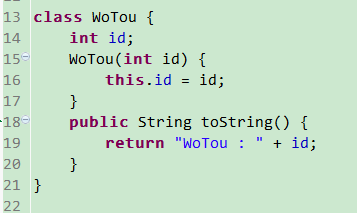 13 class WoTou {
14     int id;
15     WoTou(int id) {
16         this.id = id;
17     }
18     public String toString() {
19         return "WoTou : " + id;
20     }
21 }
22